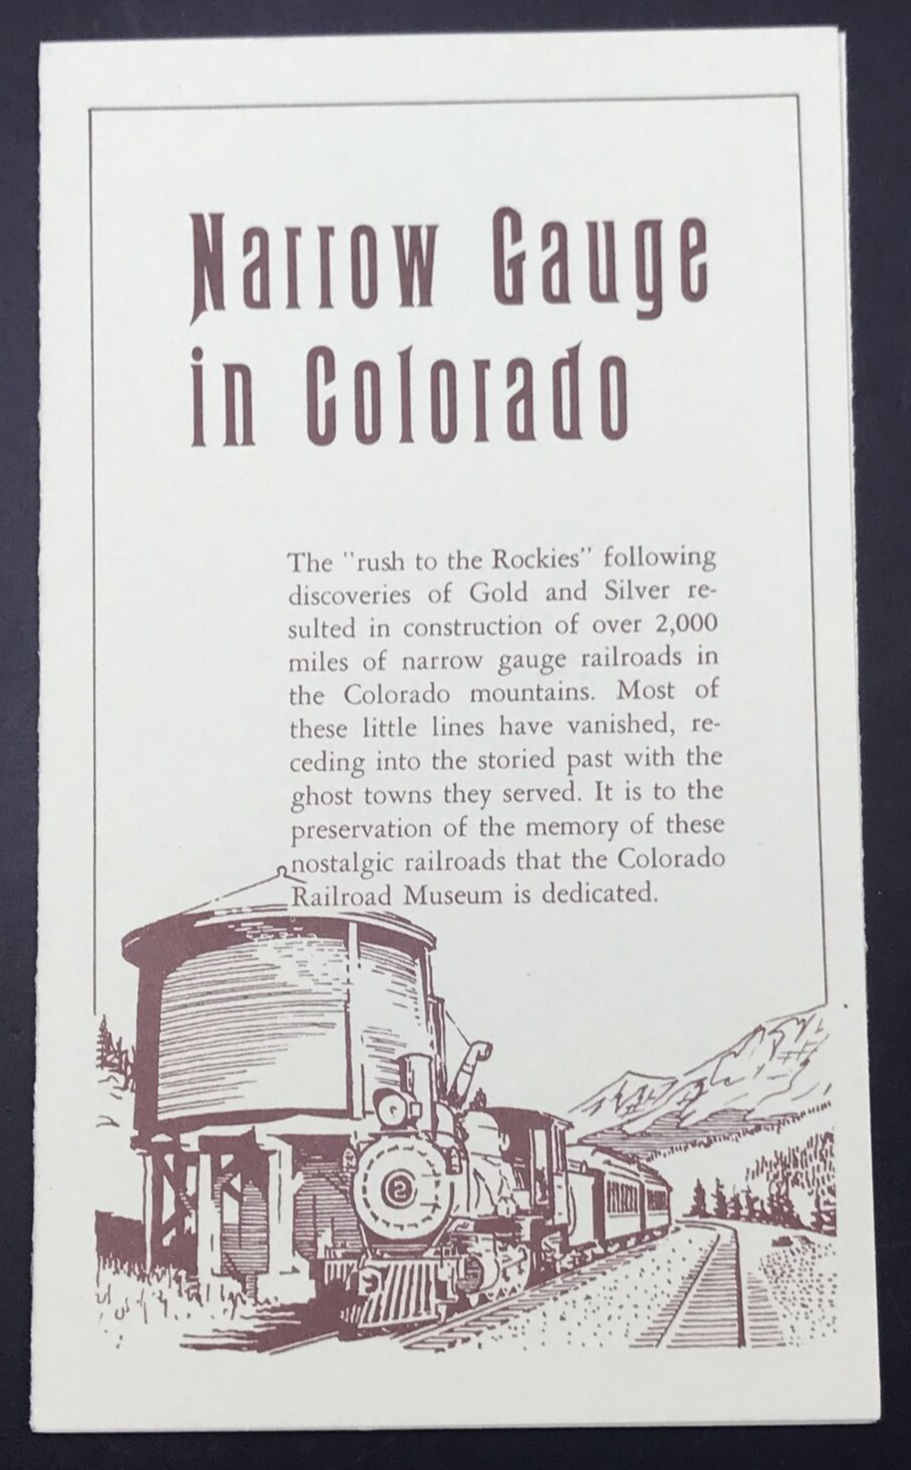 Narrow Gauge
in Colorado
The "rush to the Rockies" following
discoveries of Gold and Silver re-
sulted in construction of over 2,000
miles of narrow gauge railroads in
the Colorado mountains. Most of
these little lines have vanished, re-
ceding into the storied past with the
ghost towns they served. It is to the
preservation of the memory of these
nostalgic railroads that the Colorado
Railroad Museum is dedicated.
2